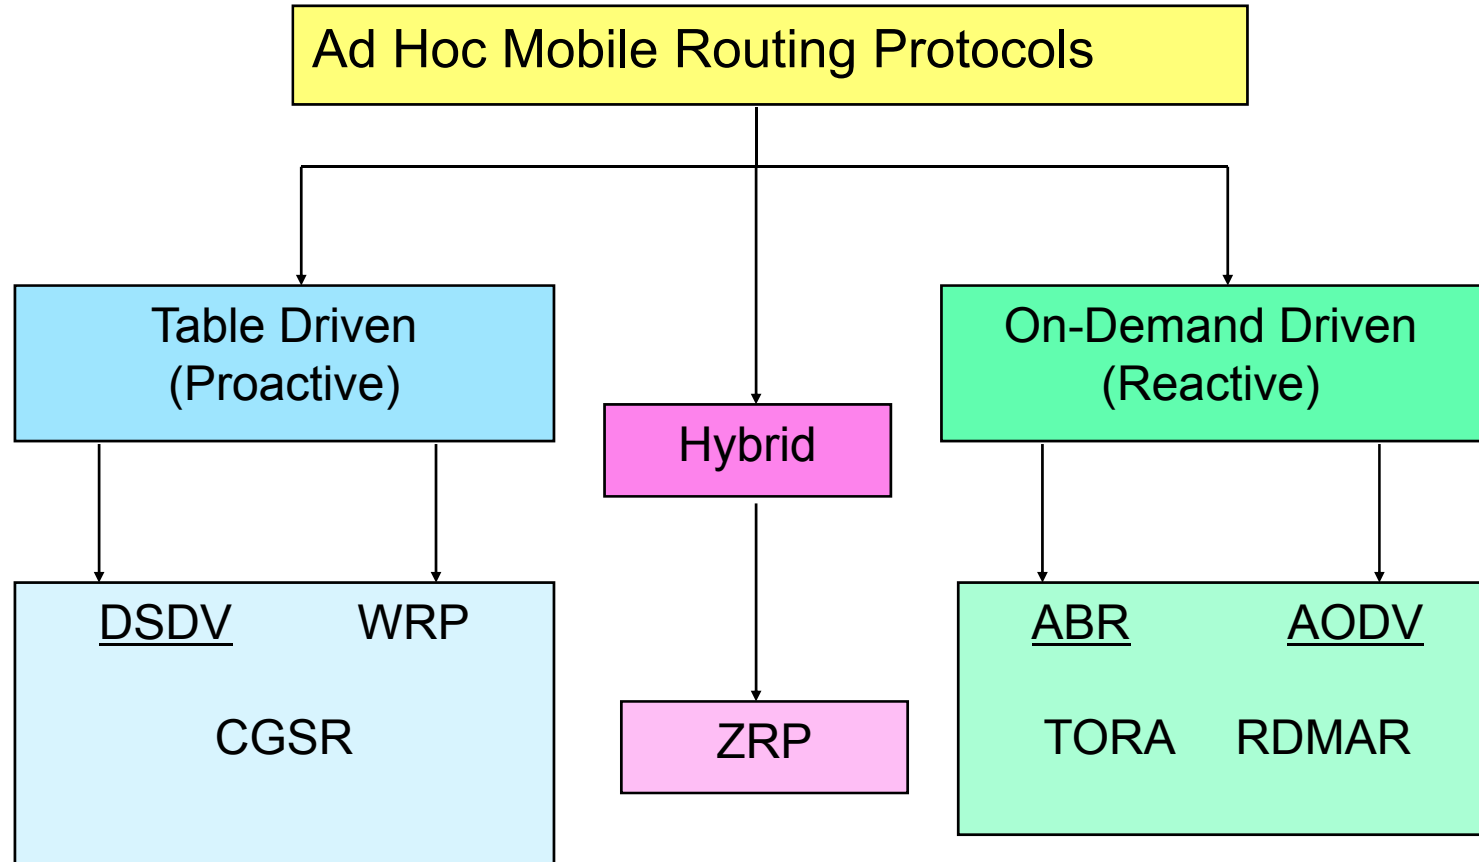 Ad Hoc Mobile Routing Protocols
Table Driven
(Proactive)
Hybrid
On-Demand Driven
(Reactive)
DSDV WRP
CGSR
ZRP
ABR AODV
TORA RDMAR